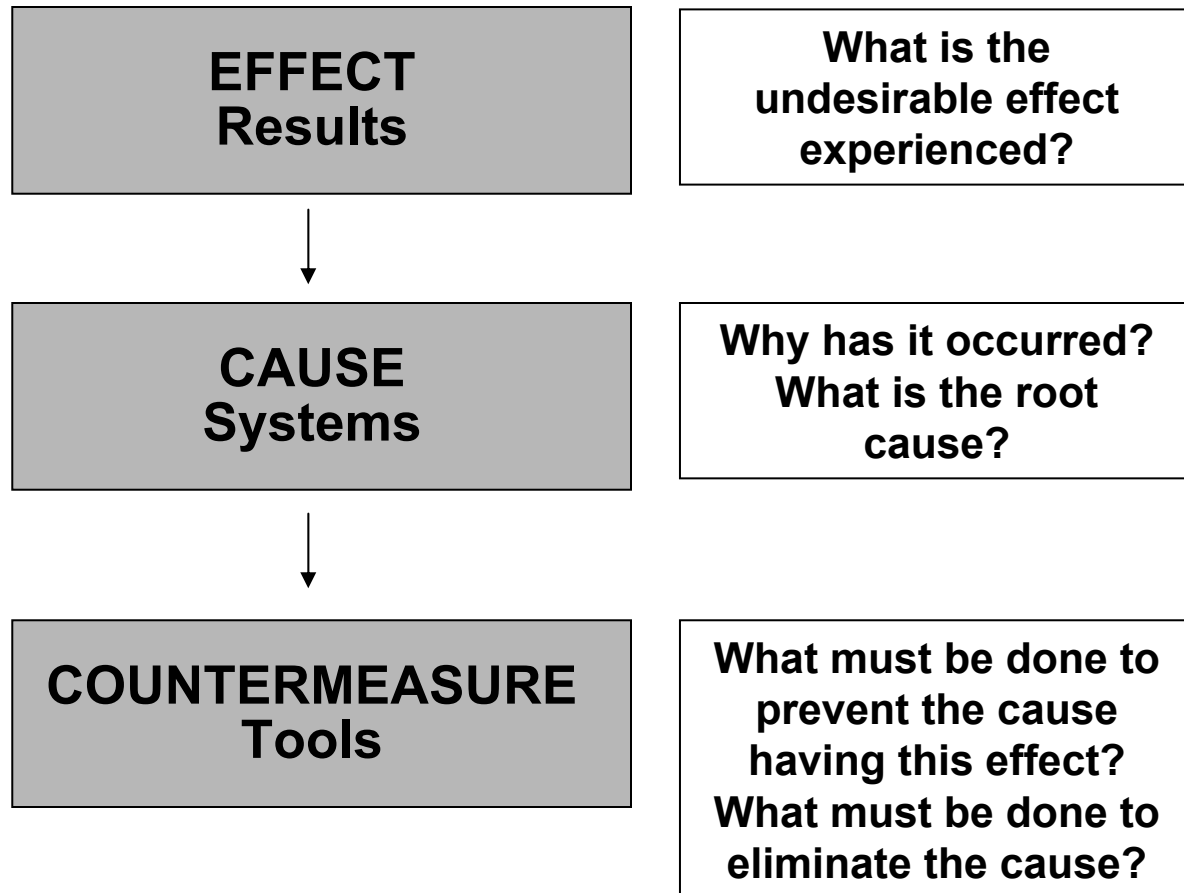 EFFECT
Results
What is the
undesirable effect
experienced?
CAUSE
Systems
Why has it occurred?
What is the root
cause?
COUNTERMEASURE
Tools
What must be done to
prevent the cause
having this effect?
What must be done to
eliminate the cause?